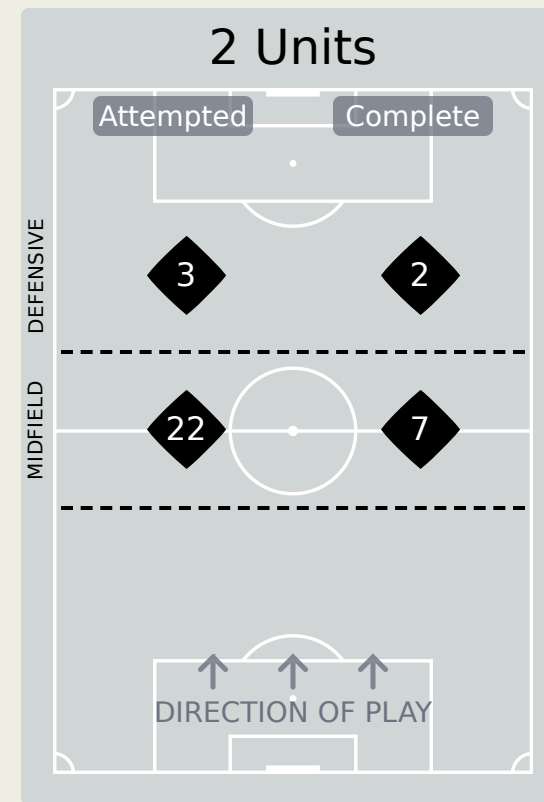 2 Units
Attempted Complete
DEFENSIVE
3 2
MIDFIELD
22 7
DIRECTION OF PLAY